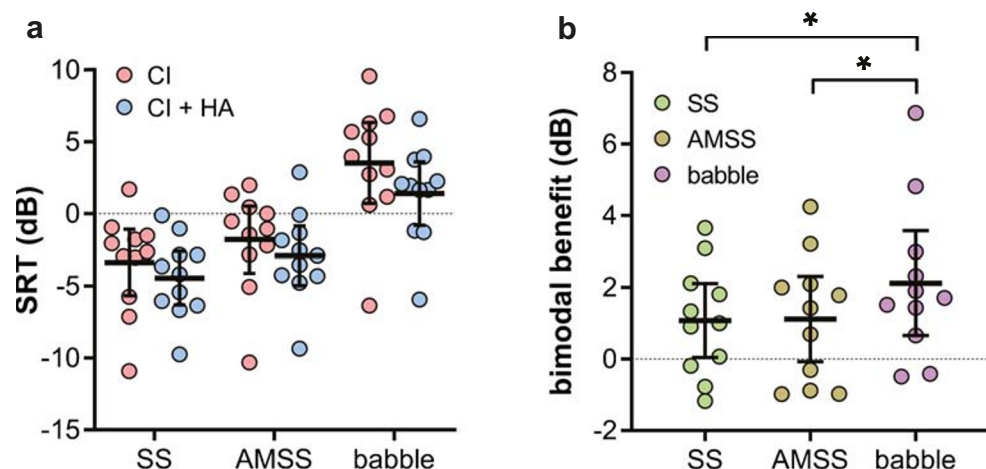 a
10
5
0
-5
-10
-15
SRT (dB)
CI
CI + HA
SS AMSS babble
b
* 
*
8
6
4
2
0
-2
bimodal benefit (dB)
SS
AMSS
babble
SS AMSS babble